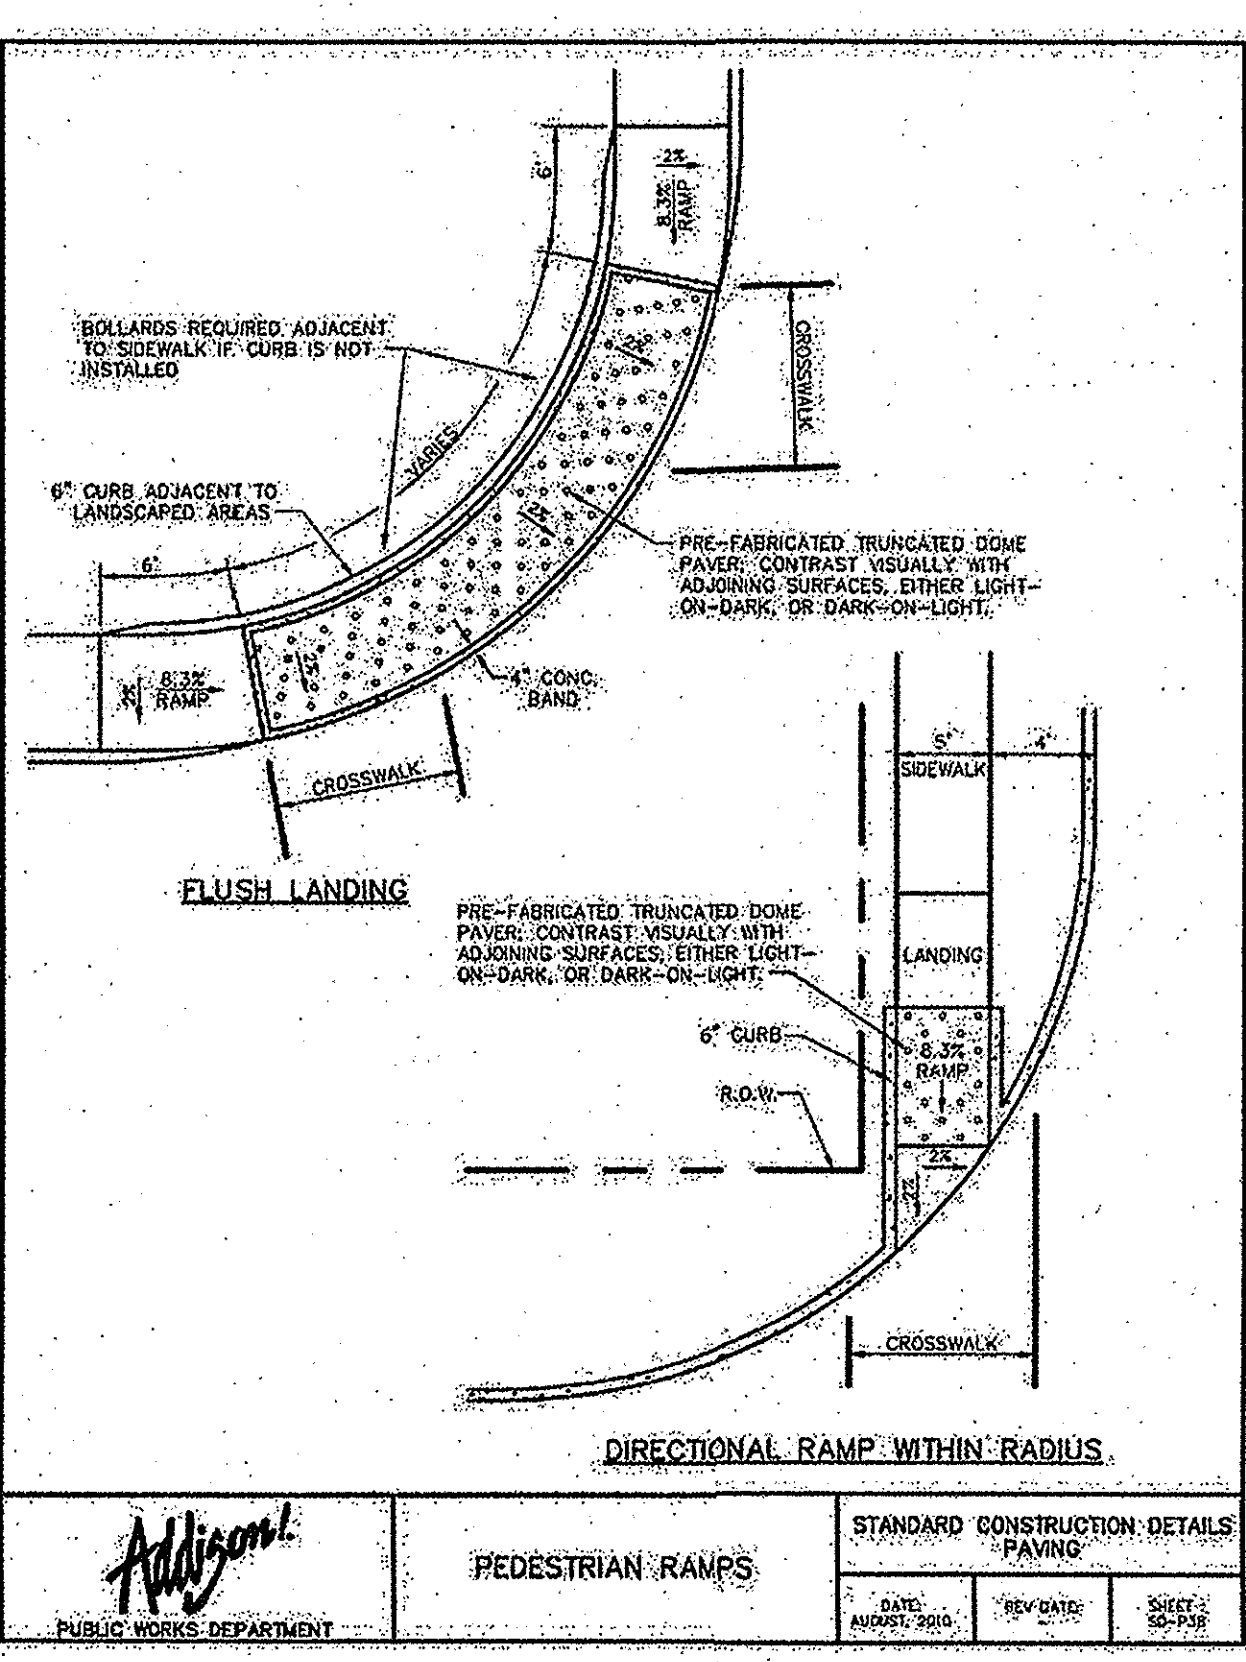 6'
2%
8.3%
RAMP
BOLLARDS REQUIRED ADJACENT
TO SIDEWALK IF CURB IS NOT
INSTALLED
CROSSWALK
2%
VARIES
6" CURB ADJACENT TO
LANDSCAPED AREAS
2%
PRE-FABRICATED TRUNCATED DOME
PAVER; CONTRAST VISUALLY WITH
ADJOINING SURFACES, EITHER LIGHT-
ON-DARK, OR DARK-ON-LIGHT.
6'
2%
8.3%
RAMP
2%
4" CONC.
BAND
CROSSWALK
FLUSH LANDING
5'
SIDEWALK
4'
PRE-FABRICATED TRUNCATED DOME
PAVER; CONTRAST VISUALLY WITH
ADJOINING SURFACES, EITHER LIGHT-
ON-DARK, OR DARK-ON-LIGHT.
LANDING
6" CURB
8.3%
RAMP
R.O.W.
2%
2%
CROSSWALK
DIRECTIONAL RAMP WITHIN RADIUS
Addison!
PUBLIC WORKS DEPARTMENT
PEDESTRIAN RAMPS
STANDARD CONSTRUCTION DETAILS
PAVING
DATE:
AUGUST, 2010
REV DATE:
SHEET